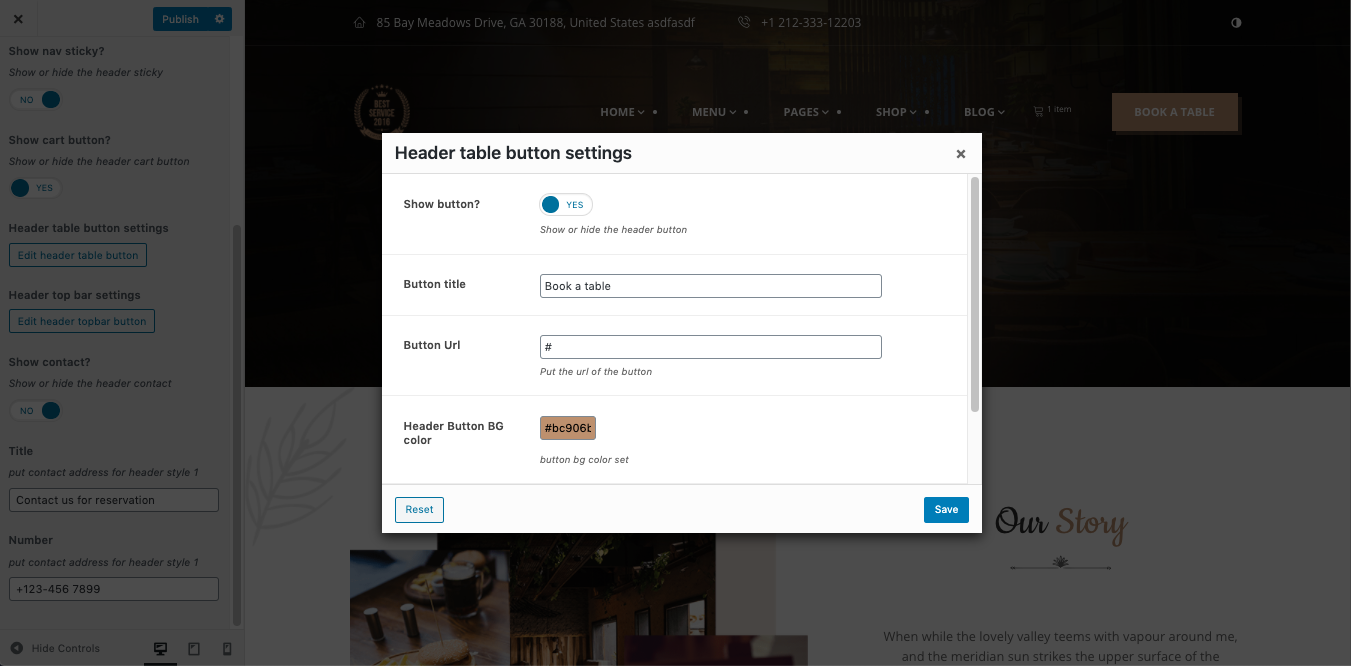 Publish
Show nav sticky?
Show or hide the header sticky
NO
Show cart button?
Show or hide the header cart button
YES
Header table button settings
Edit header table button
Header top bar settings
Edit header topbar button
Show contact?
Show or hide the header contact
NO
Title
put contact address for header style 1
Contact us for reservation
Number
put contact address for header style 1
+123-456 7899
Hide Controls
85 Bay Meadows Drive, GA 30188, United States asdfasdf +1 212-333-12203
BEST
SERVICE
2018
HOME MENU PAGES SHOP BLOG 1 item BOOK A TABLE
Header table button settings
Show button?
YES
Show or hide the header button
Button title
Book a table
Button Url
#
Put the url of the button
Header Button BG
color
#bc906b
button bg color set
Reset
Save
Our Story
When while the lovely valley teems with vapour around me,
and the meridian sun strikes the upper surface of the